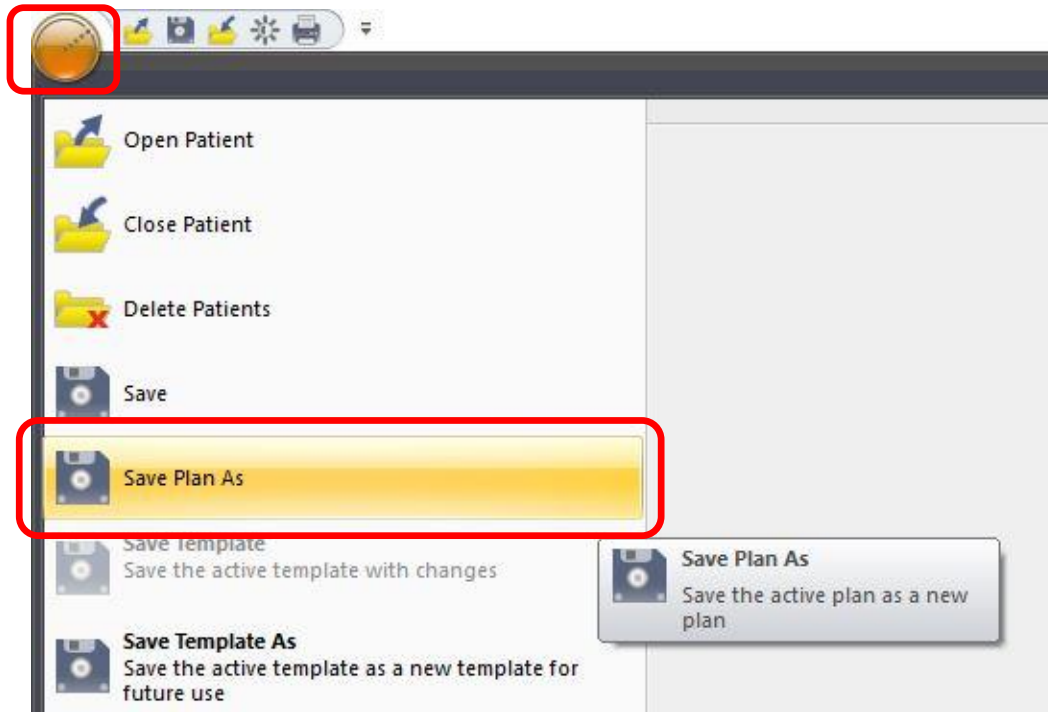 Open Patient
Close Patient
Delete Patients
Save
Save Plan As
Save Template
Save the active template with changes
Save Plan As
Save the active plan as a new
plan
Save Template As
Save the active template as a new template for
future use